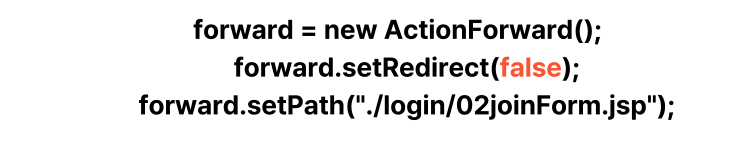 forward = new ActionForward();
forward.setRedirect(false);
forward.setPath("./login/02joinForm.jsp");